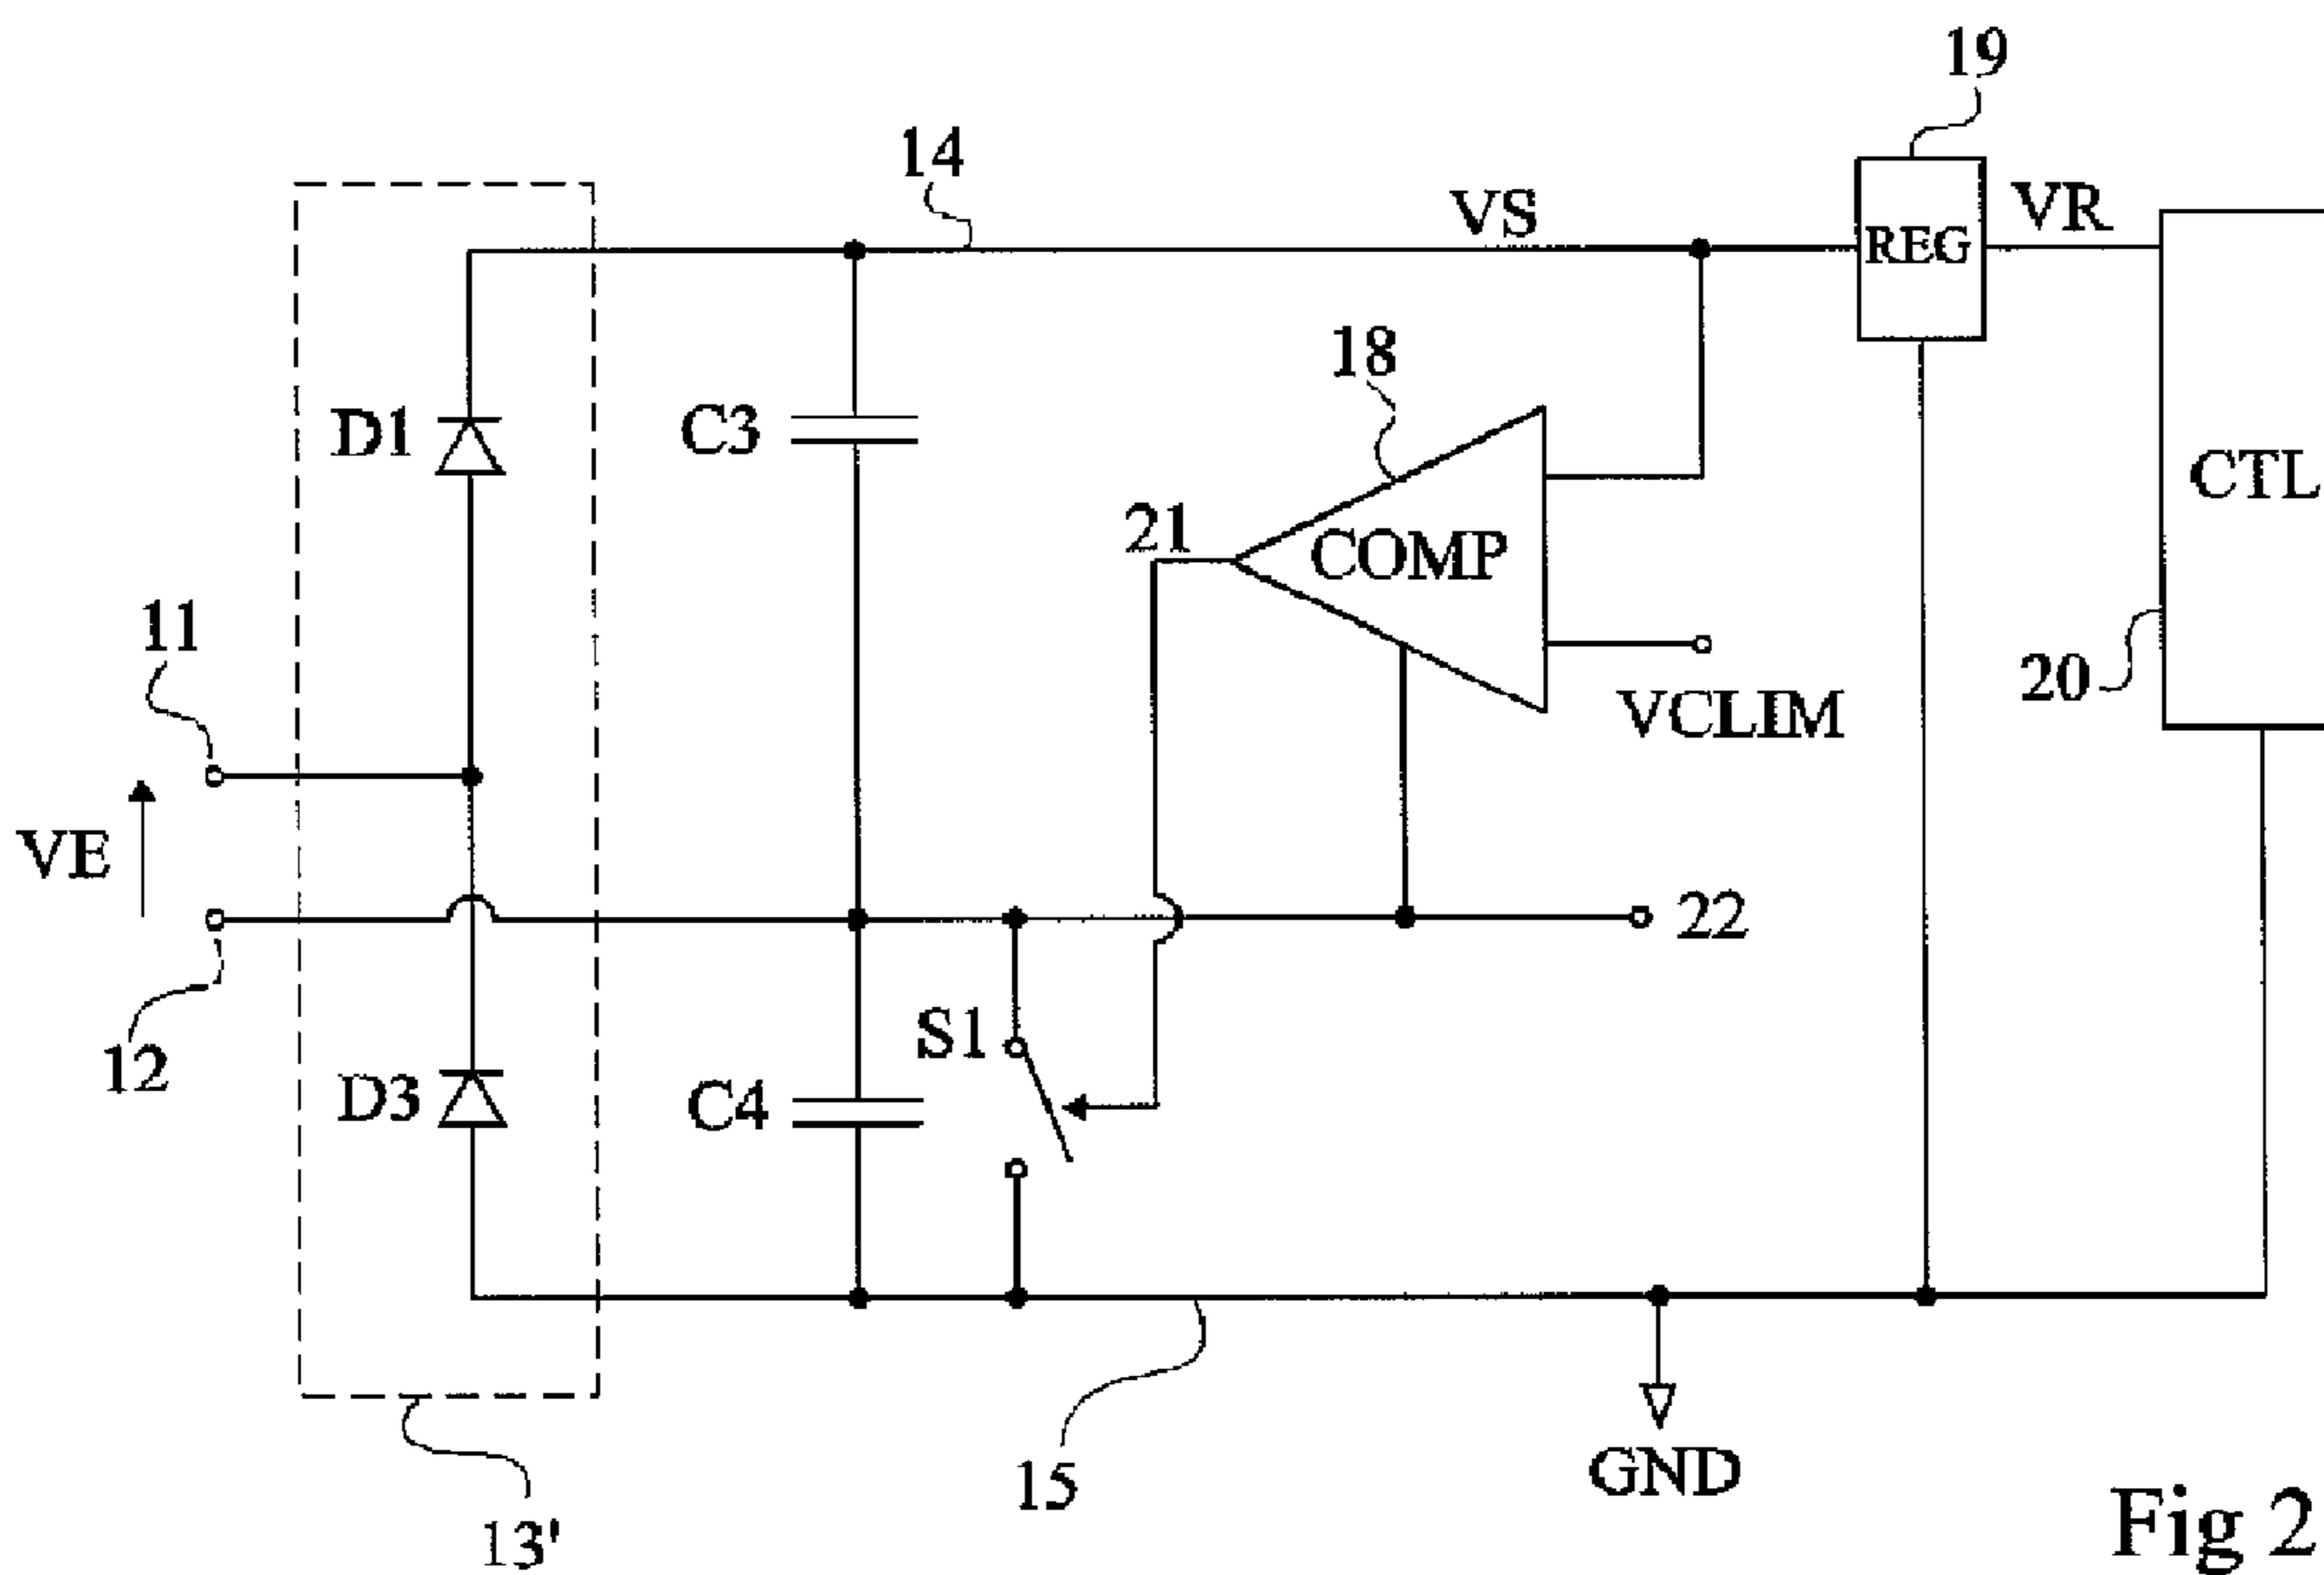 19
14
VS
VR
REG
18
D1
C3
CTL
21
COMP
11
20
VCLIM
VE
22
S1
12
D3
C4
15
GND
13'
Fig 2